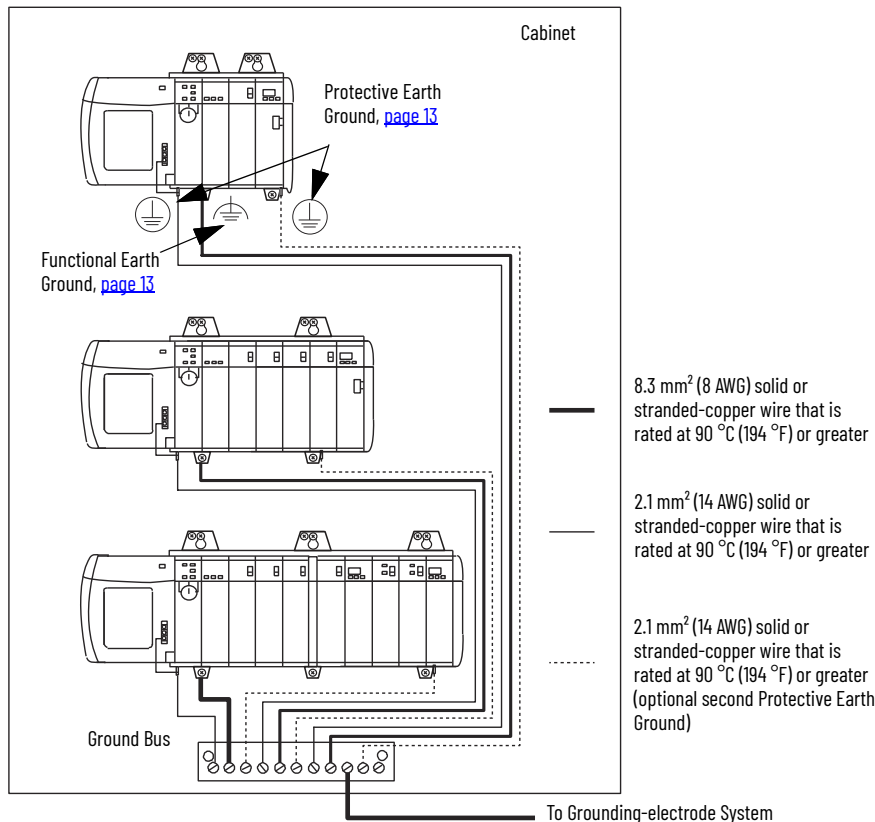 Cabinet
Protective Earth
Ground, page 13
Functional Earth
Ground, page 13
8.3 mm² (8 AWG) solid or
stranded-copper wire that is
rated at 90 °C (194 °F) or greater
2.1 mm² (14 AWG) solid or
stranded-copper wire that is
rated at 90 °C (194 °F) or greater
2.1 mm² (14 AWG) solid or
stranded-copper wire that is
rated at 90 °C (194 °F) or greater
(optional second Protective Earth
Ground)
Ground Bus
To Grounding-electrode System